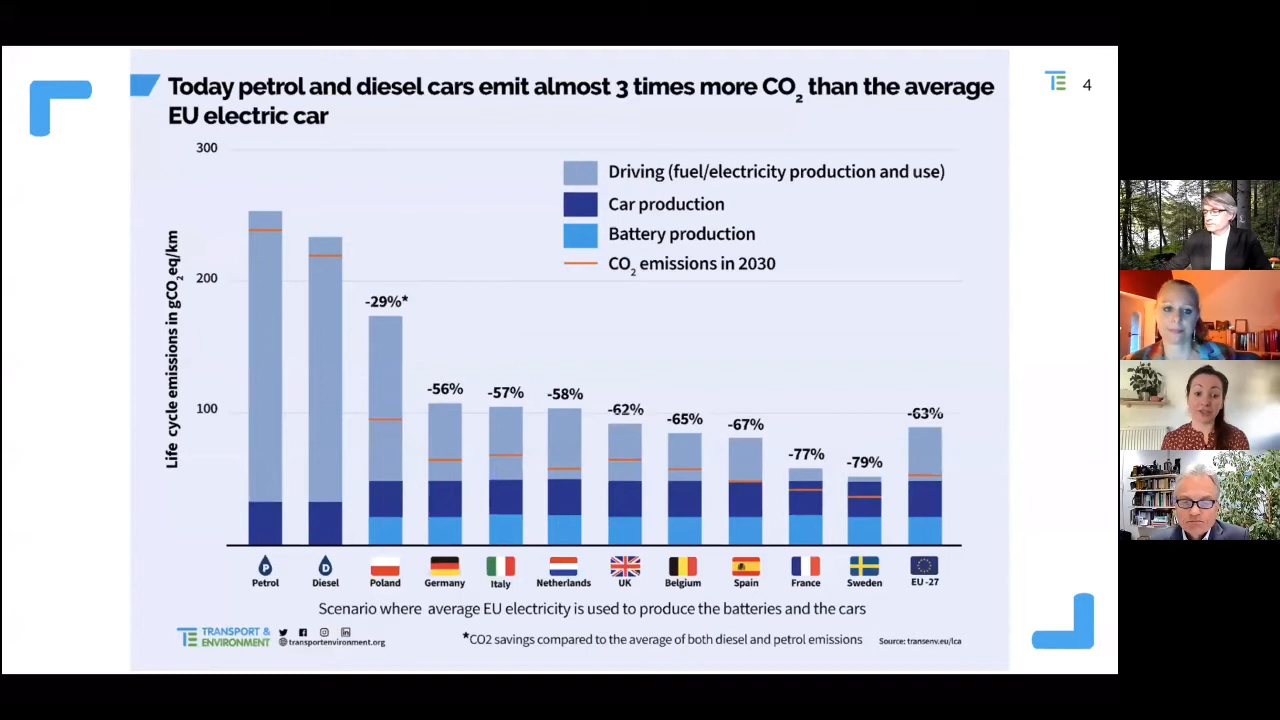 Today petrol and diesel cars emit almost 3 times more CO2 than the average
EU electric car
4
300
200
100
Life cycle emissions in gCO2eq/km
Driving (fuel/electricity production and use)
Car production
Battery production
CO2 emissions in 2030
-29%*
-56%
-57%
-58%
-62%
-65%
-67%
-77%
-79%
-63%
P
D
Petrol
Diesel
Poland
Germany
Italy
Netherlands
UK
Belgium
Spain
France
Sweden
EU -27
Scenario where average EU electricity is used to produce the batteries and the cars
TE TRANSPORT &
ENVIRONMENT
transportenvironment.org
*CO2 savings compared to the average of both diesel and petrol emissions
Source: transenv.eu/lca